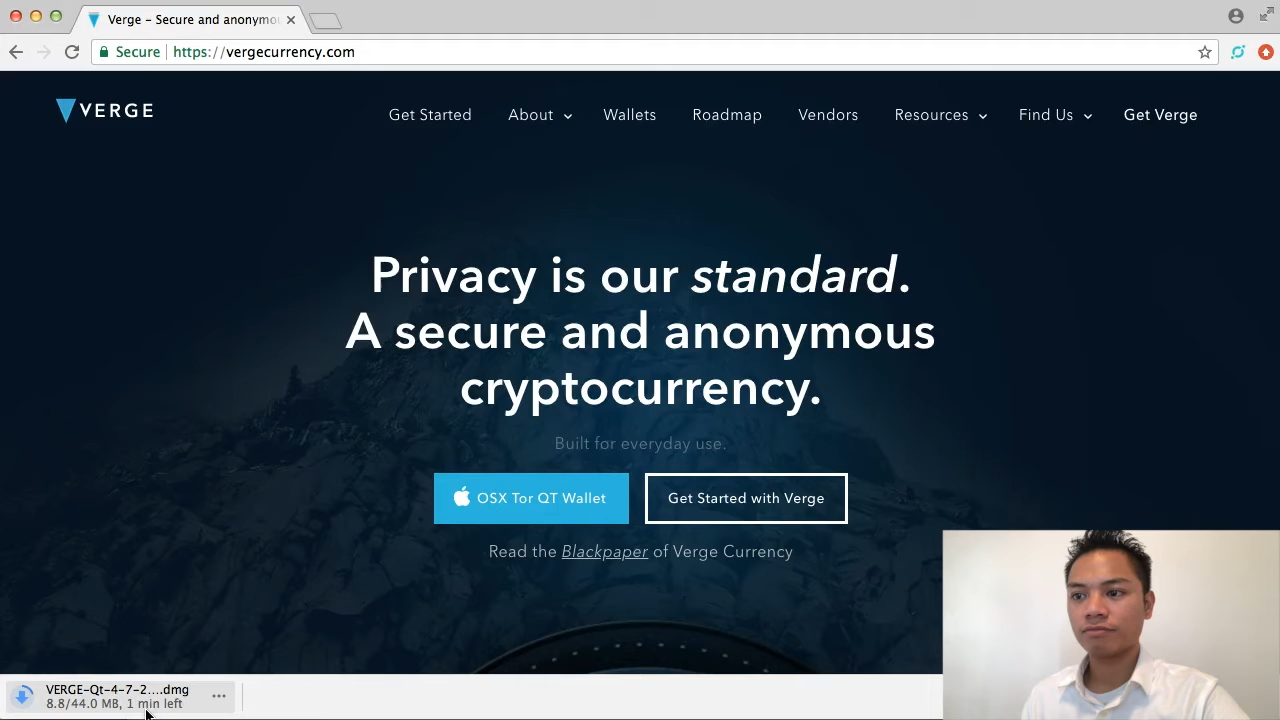 Verge – Secure and anonymo
Secure
https://vergecurrency.com
VERGE
Get Started
About
Wallets
Roadmap
Vendors
Resources
Find Us
Get Verge
Privacy is our standard.
A secure and anonymous
cryptocurrency.
Built for everyday use.
OSX Tor QT Wallet
Get Started with Verge
Read the Blackpaper of Verge Currency
VERGE-Qt-4-7-2....dmg
8.8/44.0 MB, 1 min left